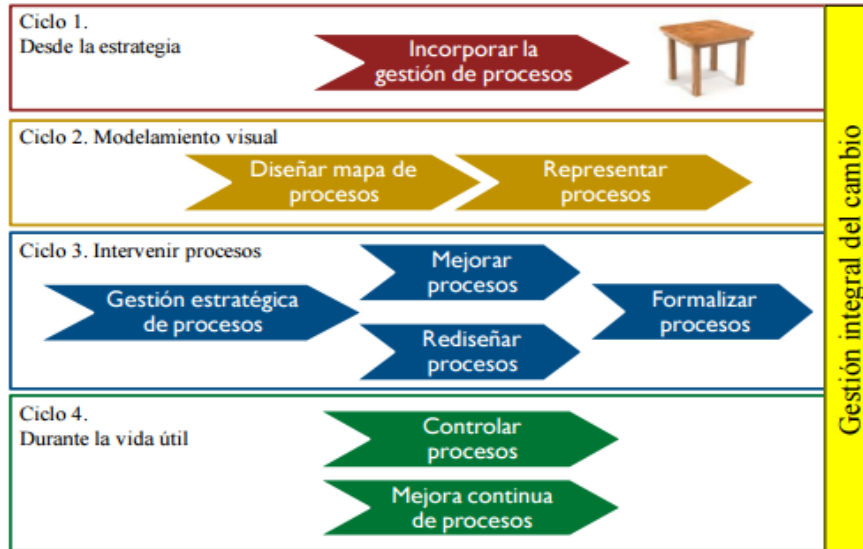 Ciclo 1.
Desde la estrategia
Incorporar la
gestión de procesos
Ciclo 2. Modelamiento visual
Diseñar mapa de
procesos
Representar
procesos
Ciclo 3. Intervenir procesos
Gestión estratégica
de procesos
Mejorar
procesos
Rediseñar
procesos
Formalizar
procesos
Ciclo 4.
Durante la vida útil
Controlar
procesos
Mejora continua
de procesos
Gestión integral del cambio